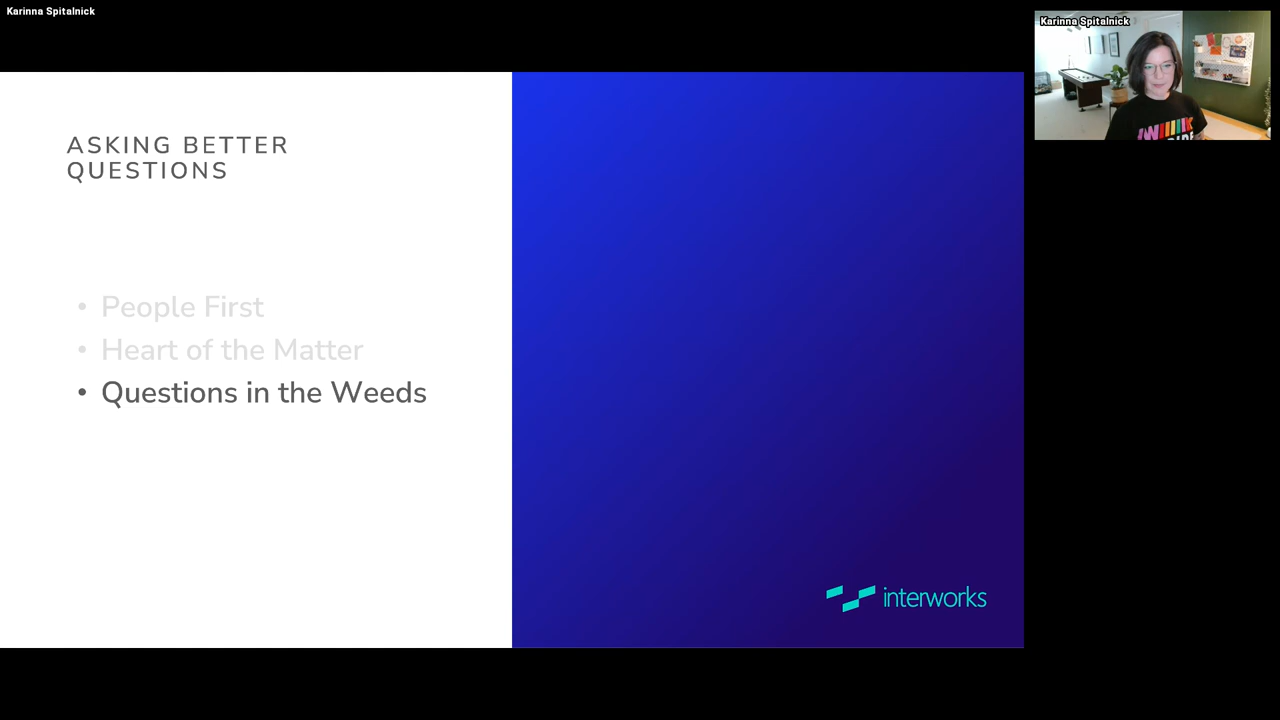 Karinna Spitalnick
Karinna Spitalnick
ASKING BETTER
QUESTIONS
• People First
• Heart of the Matter
• Questions in the Weeds
interworks